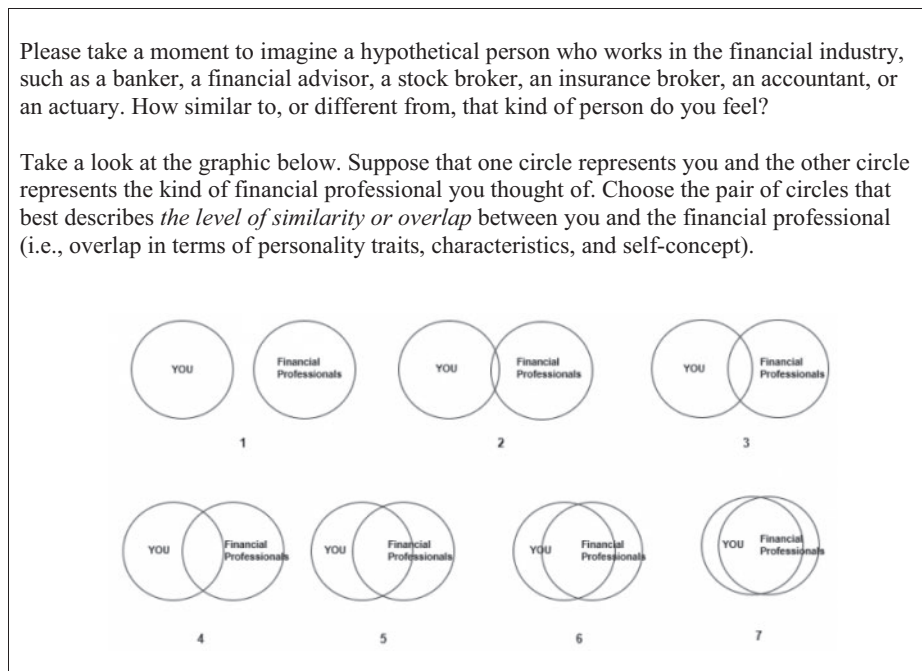 Please take a moment to imagine a hypothetical person who works in the financial industry,
such as a banker, a financial advisor, a stock broker, an insurance broker, an accountant, or
an actuary. How similar to, or different from, that kind of person do you feel?
Take a look at the graphic below. Suppose that one circle represents you and the other circle
represents the kind of financial professional you thought of. Choose the pair of circles that
best describes the level of similarity or overlap between you and the financial professional
(i.e., overlap in terms of personality traits, characteristics, and self-concept).
YOU
Financial
Professionals
1
YOU
Financial
Professionals
2
YOU
Financial
Professionals
3
YOU
Financial
Professionals
4
YOU
Financial
Professionals
5
YOU
Financial
Professionals
6
YOU
Financial
Professionals
7